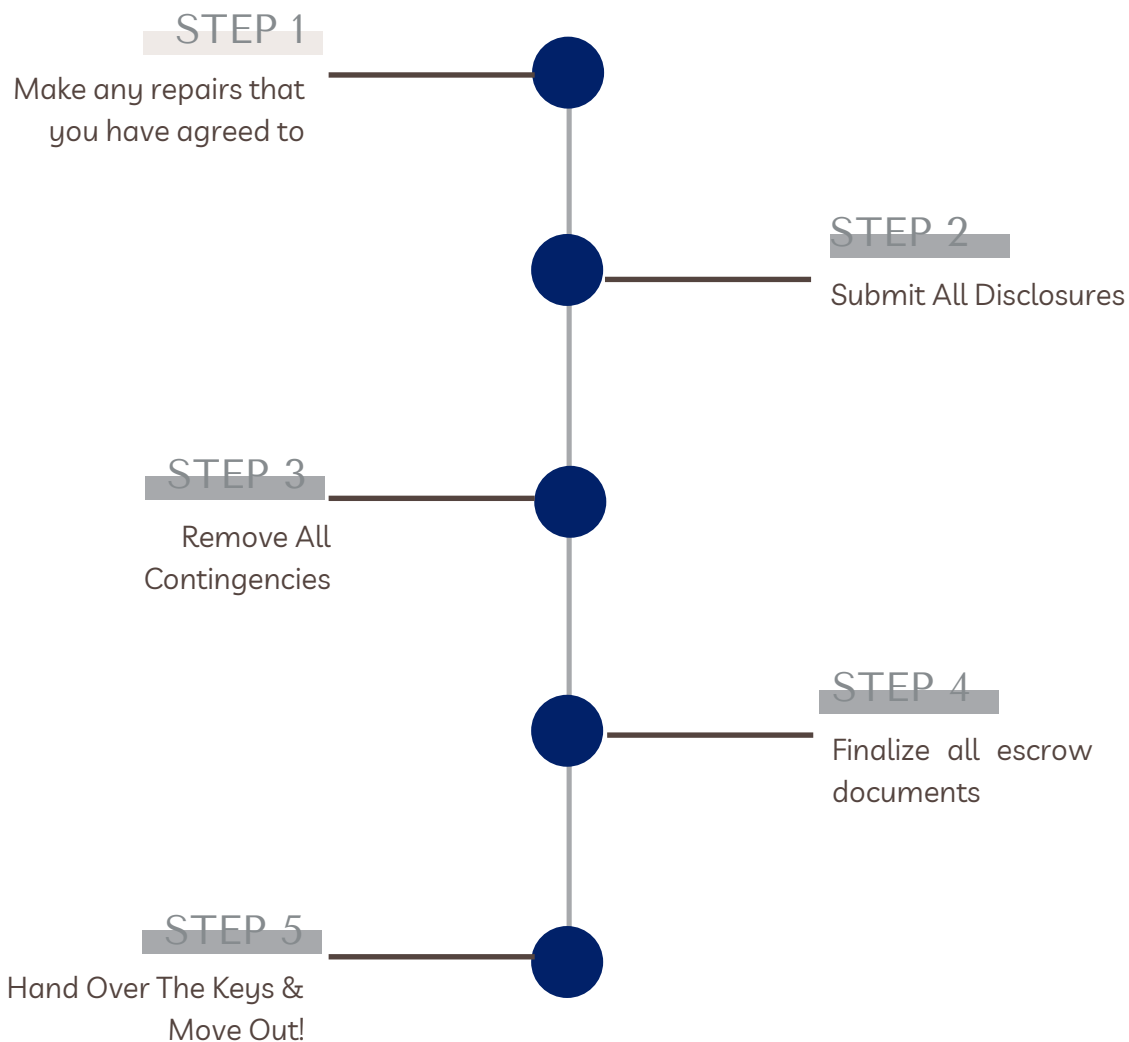 STEP 1
Make any repairs that
you have agreed to
STEP 2
Submit All Disclosures
STEP 3
Remove All
Contingencies
STEP 4
Finalize all escrow
documents
STEP 5
Hand Over The Keys &
Move Out!